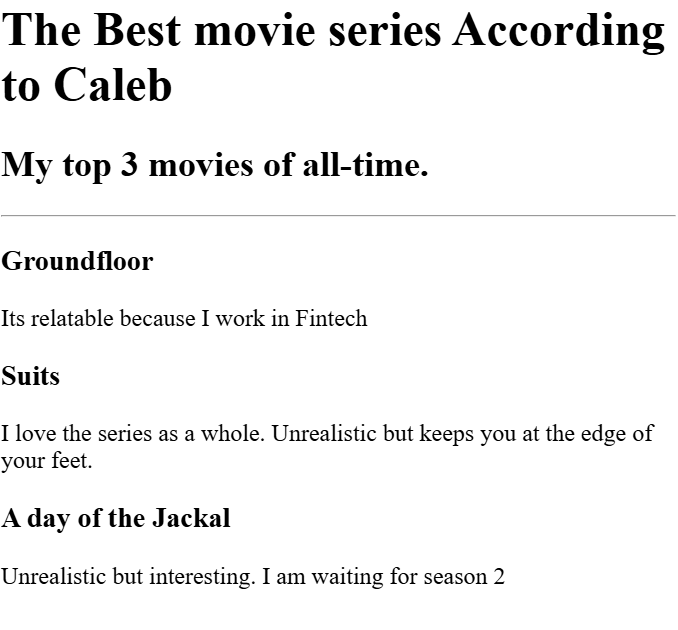 The Best movie series According
to Caleb
My top 3 movies of all-time.
Groundfloor
Its relatable because I work in Fintech
Suits
I love the series as a whole. Unrealistic but keeps you at the edge of
your feet.
A day of the Jackal
Unrealistic but interesting. I am waiting for season 2